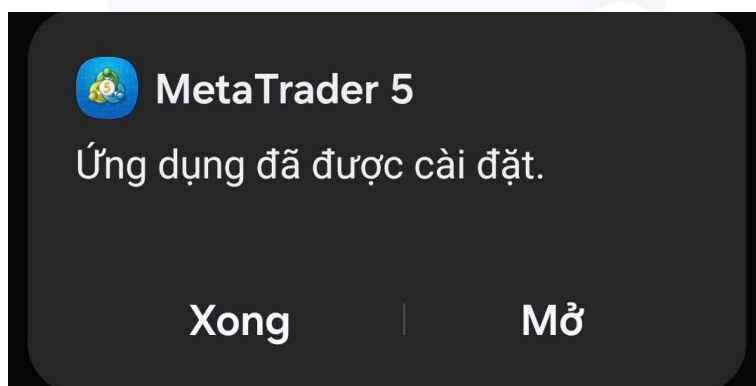 MetaTrader 5
Ứng dụng đã được cài đặt.
Xong | Mở